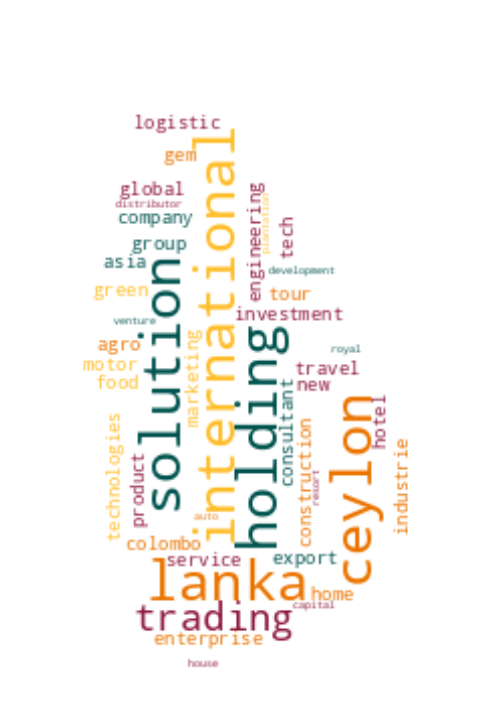 logistic
gem
international
global
distributor
company
engineering
plantation
tech
group
asia
solution
development
green
tour
investment
venture
holding
agro
marketing
royal
motor
travel
food
new
consultant
ceylon
hotel
technologies
product
construction
resort
industrie
auto
colombo
service
export
lanka
home
trading
capital
enterprise
house